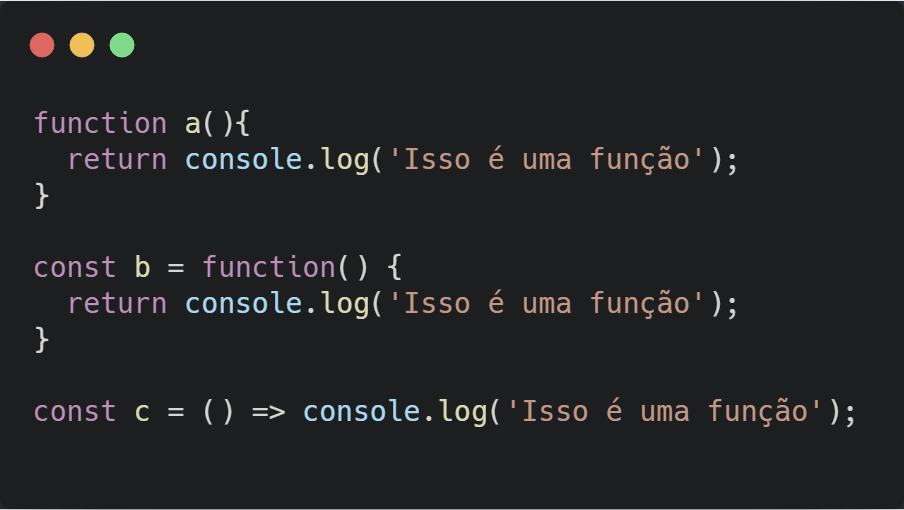 function a(){
  return console.log('Isso é uma função');
}
const b = function() {
  return console.log('Isso é uma função');
}
const c = () => console.log('Isso é uma função');